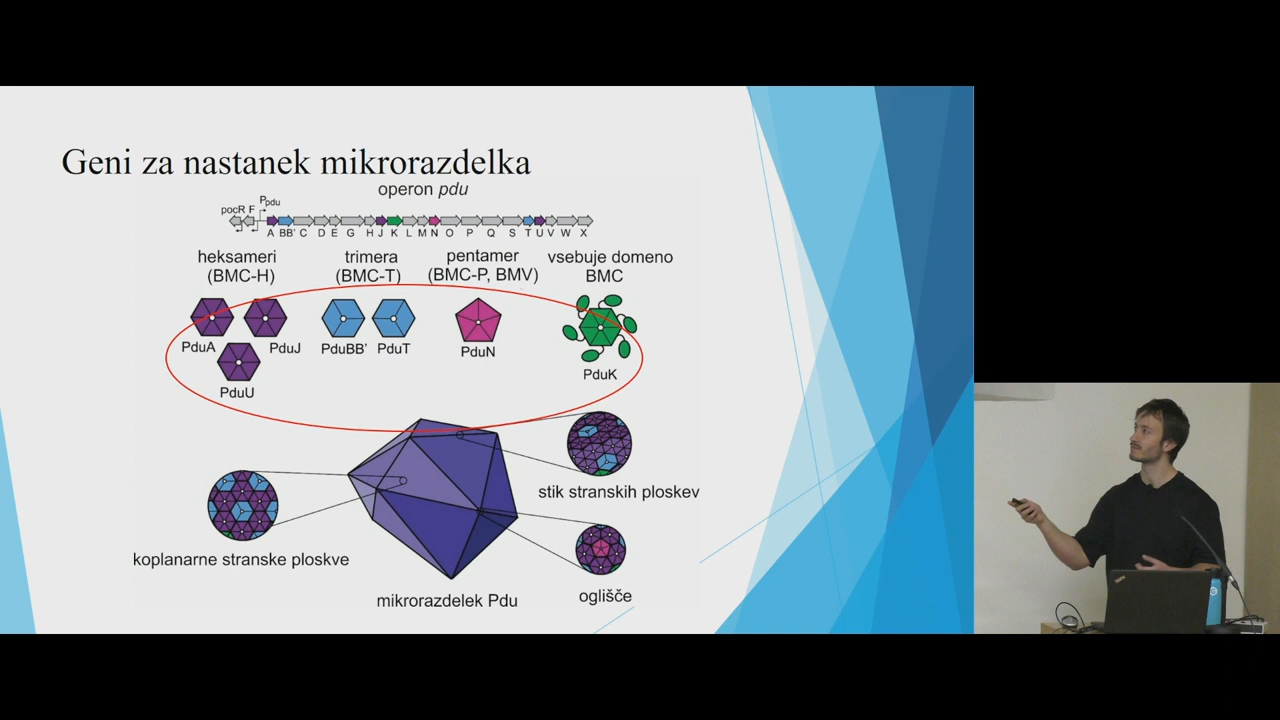 Geni za nastanek mikrorazdelka
operon pdu
Ppdu
pocR F
A BB' C D E G H J K L M N O P Q S T U V W X
heksameri
(BMC-H)
trimera
(BMC-T)
pentamer
(BMC-P, BMV)
vsebuje domeno
BMC
PduA
PduJ
PduU
PduBB' PduT
PduN
PduK
stik stranskih ploskev
koplanarne stranske ploskve
mikrorazdelek Pdu
oglišče